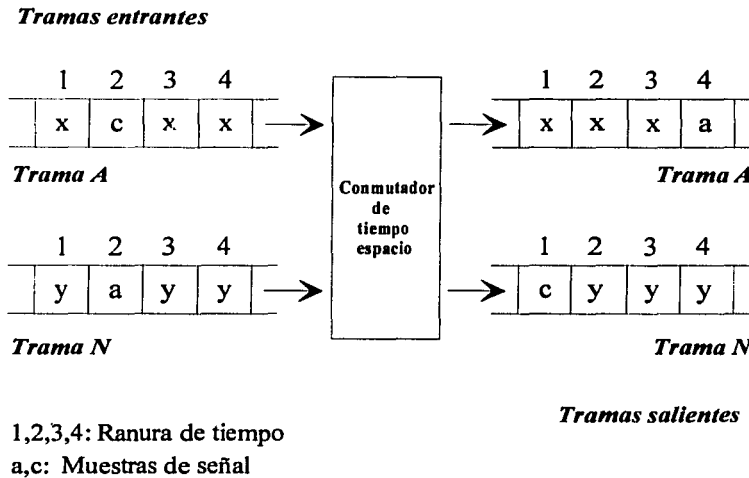 Tramas entrantes
1 2 3 4
x c x x
Trama A
1 2 3 4
y a y y
Trama N
Conmutador
de
tiempo
espacio
1 2 3 4
x x x a
Trama A
1 2 3 4
c y y y
Trama N
Tramas salientes
1,2,3,4: Ranura de tiempo
a,c: Muestras de señal